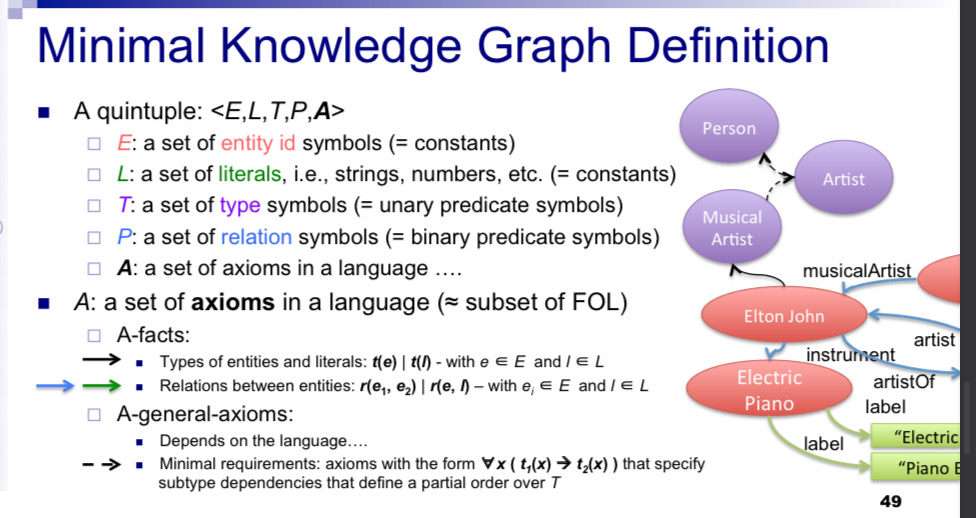 Minimal Knowledge Graph Definition
A quintuple: <E,L,T,P,A>
E: a set of entity id symbols (= constants)
L: a set of literals, i.e., strings, numbers, etc. (= constants)
T: a set of type symbols (= unary predicate symbols)
P: a set of relation symbols (= binary predicate symbols)
A: a set of axioms in a language ….
A: a set of axioms in a language (≈ subset of FOL)
A-facts:
Types of entities and literals: t(e) | t(l) - with e ∈ E and l ∈ L
Relations between entities: r(e₁, e₂) | r(e, l) – with eᵢ ∈ E and l ∈ L
A-general-axioms:
Depends on the language….
Minimal requirements: axioms with the form ∀x ( t₁(x) → t₂(x) ) that specify
subtype dependencies that define a partial order over T
Person
Artist
Musical
Artist
musicalArtist
Elton John
artist
instrument
artistOf
Electric
Piano
label
label
“Electric
“Piano
49